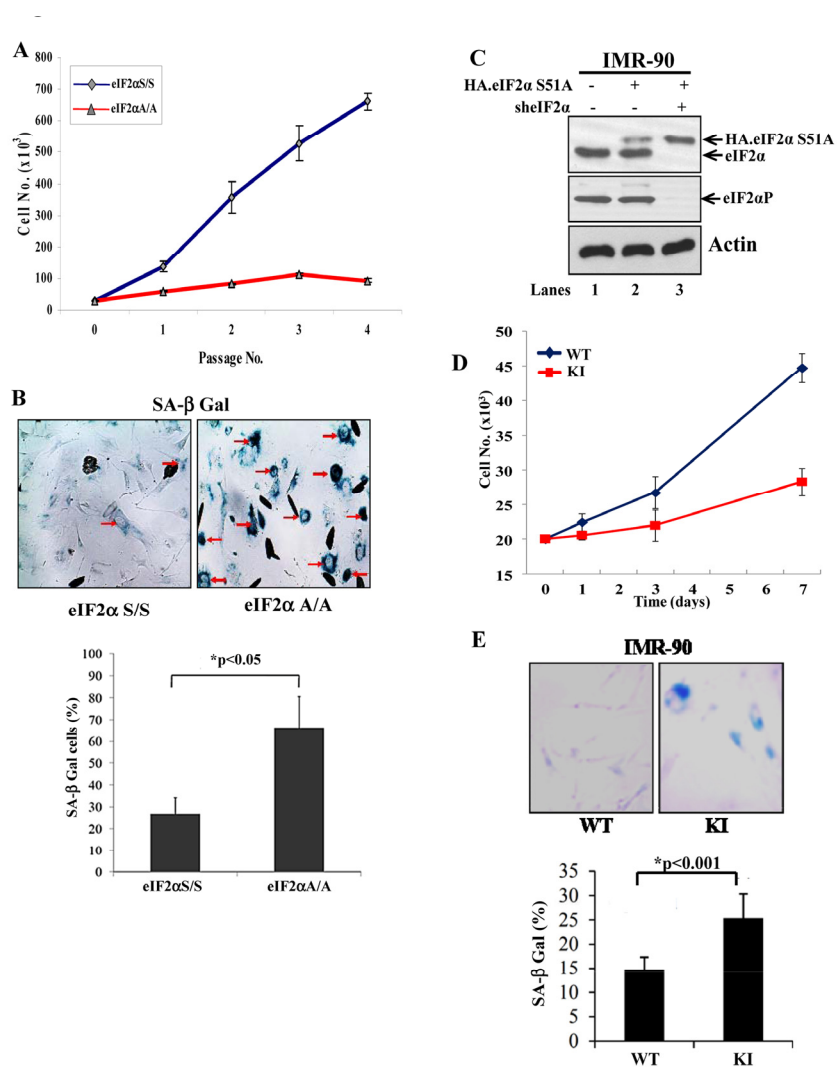 A
800
700
600
500
400
300
200
100
0
Cell No. (x10³)
eIF2αS/S
eIF2αA/A
0 1 2 3 4
Passage No.
B
SA-β Gal
eIF2α S/S eIF2α A/A
100
90
80
70
60
50
40
30
20
10
0
SA-β Gal cells (%)
*p<0.05
eIF2αS/S eIF2αA/A
C
IMR-90
HA.eIF2α S51A - + +
sheIF2α - - +
HA.eIF2α S51A
eIF2α
eIF2αP
Actin
Lanes 1 2 3
D
50
45
40
35
30
25
20
15
Cell No. (x10³)
WT
KI
0 1 2 3 4 5 6 7
Time (days)
E
IMR-90
WT KI
35
30
25
20
15
10
5
0
SA-β Gal (%)
*p<0.001
WT KI